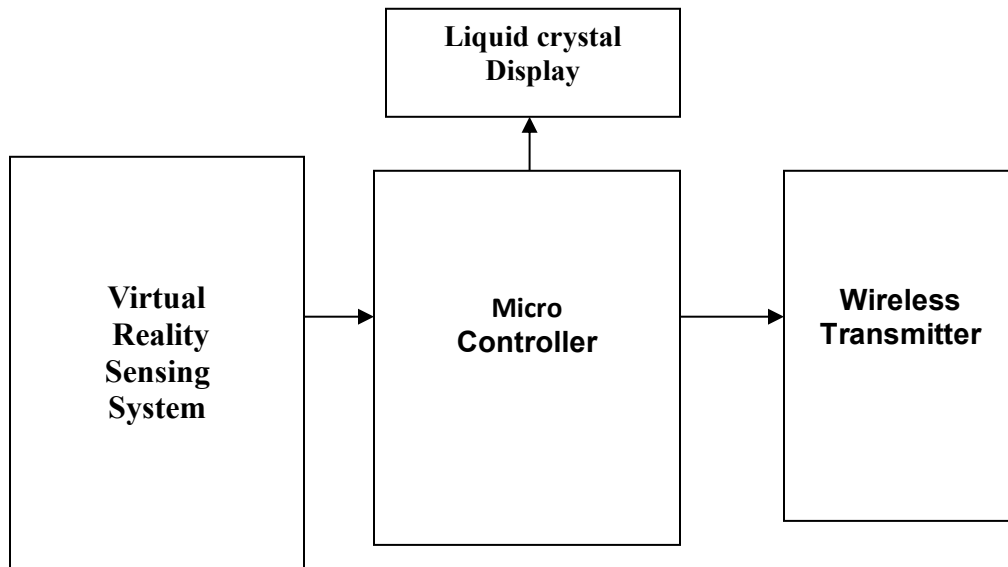 Liquid crystal
Display
Virtual
Reality
Sensing
System
Micro
Controller
Wireless
Transmitter